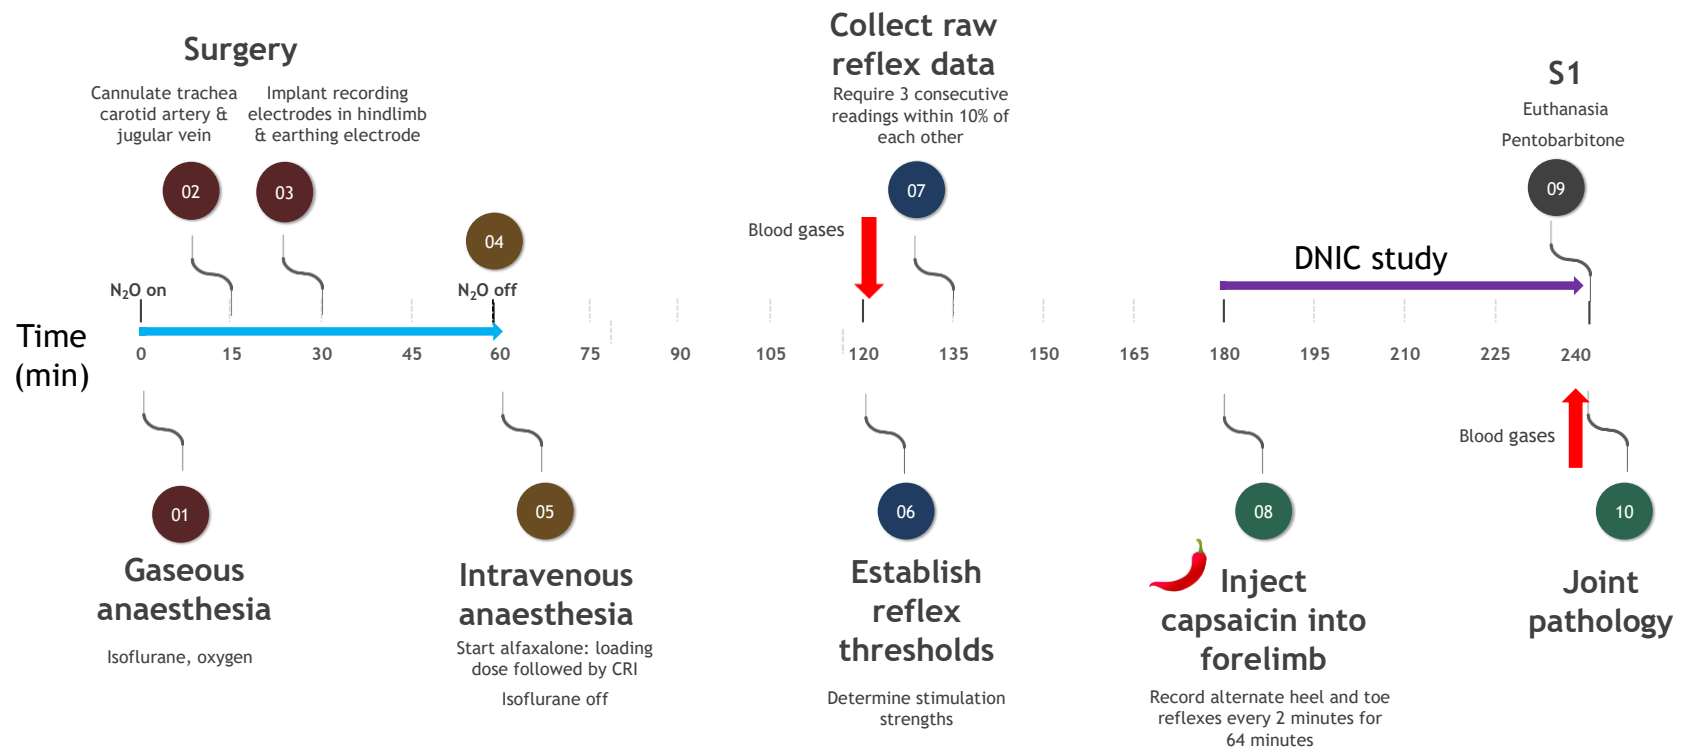 Surgery
Cannulate trachea
carotid artery &
jugular vein
Implant recording
electrodes in hindlimb
& earthing electrode
02
03
04
N₂O on
N₂O off
Collect raw
reflex data
Require 3 consecutive
readings within 10% of
each other
07
Blood gases
S1
Euthanasia
Pentobarbitone
09
DNIC study
Time
(min)
0 15 30 45 60 75 90 105 120 135 150 165 180 195 210 225 240
Blood gases
01
Gaseous
anaesthesia
Isoflurane, oxygen
05
Intravenous
anaesthesia
Start alfaxalone: loading
dose followed by CRI
Isoflurane off
06
Establish
reflex
thresholds
Determine stimulation
strengths
08
Inject
capsaicin into
forelimb
Record alternate heel and toe
reflexes every 2 minutes for
64 minutes
10
Joint
pathology